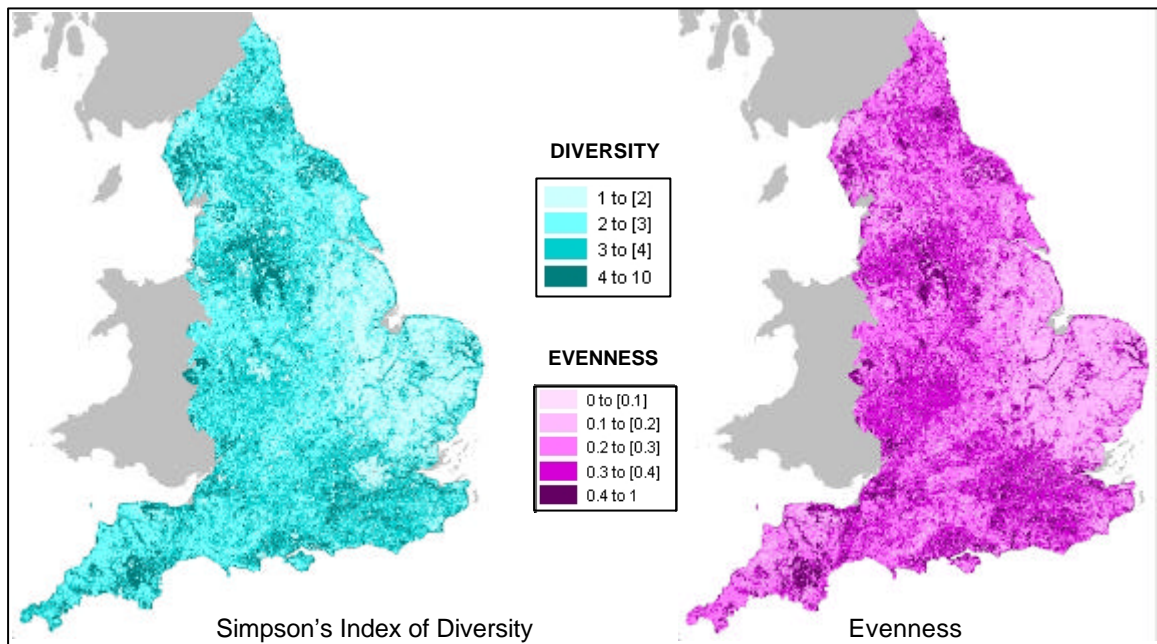 DIVERSITY
1 to [2]
2 to [3]
3 to [4]
4 to 10
EVENNESS
0 to [0.1]
0.1 to [0.2]
0.2 to [0.3]
0.3 to [0.4]
0.4 to 1
Simpson's Index of Diversity
Evenness